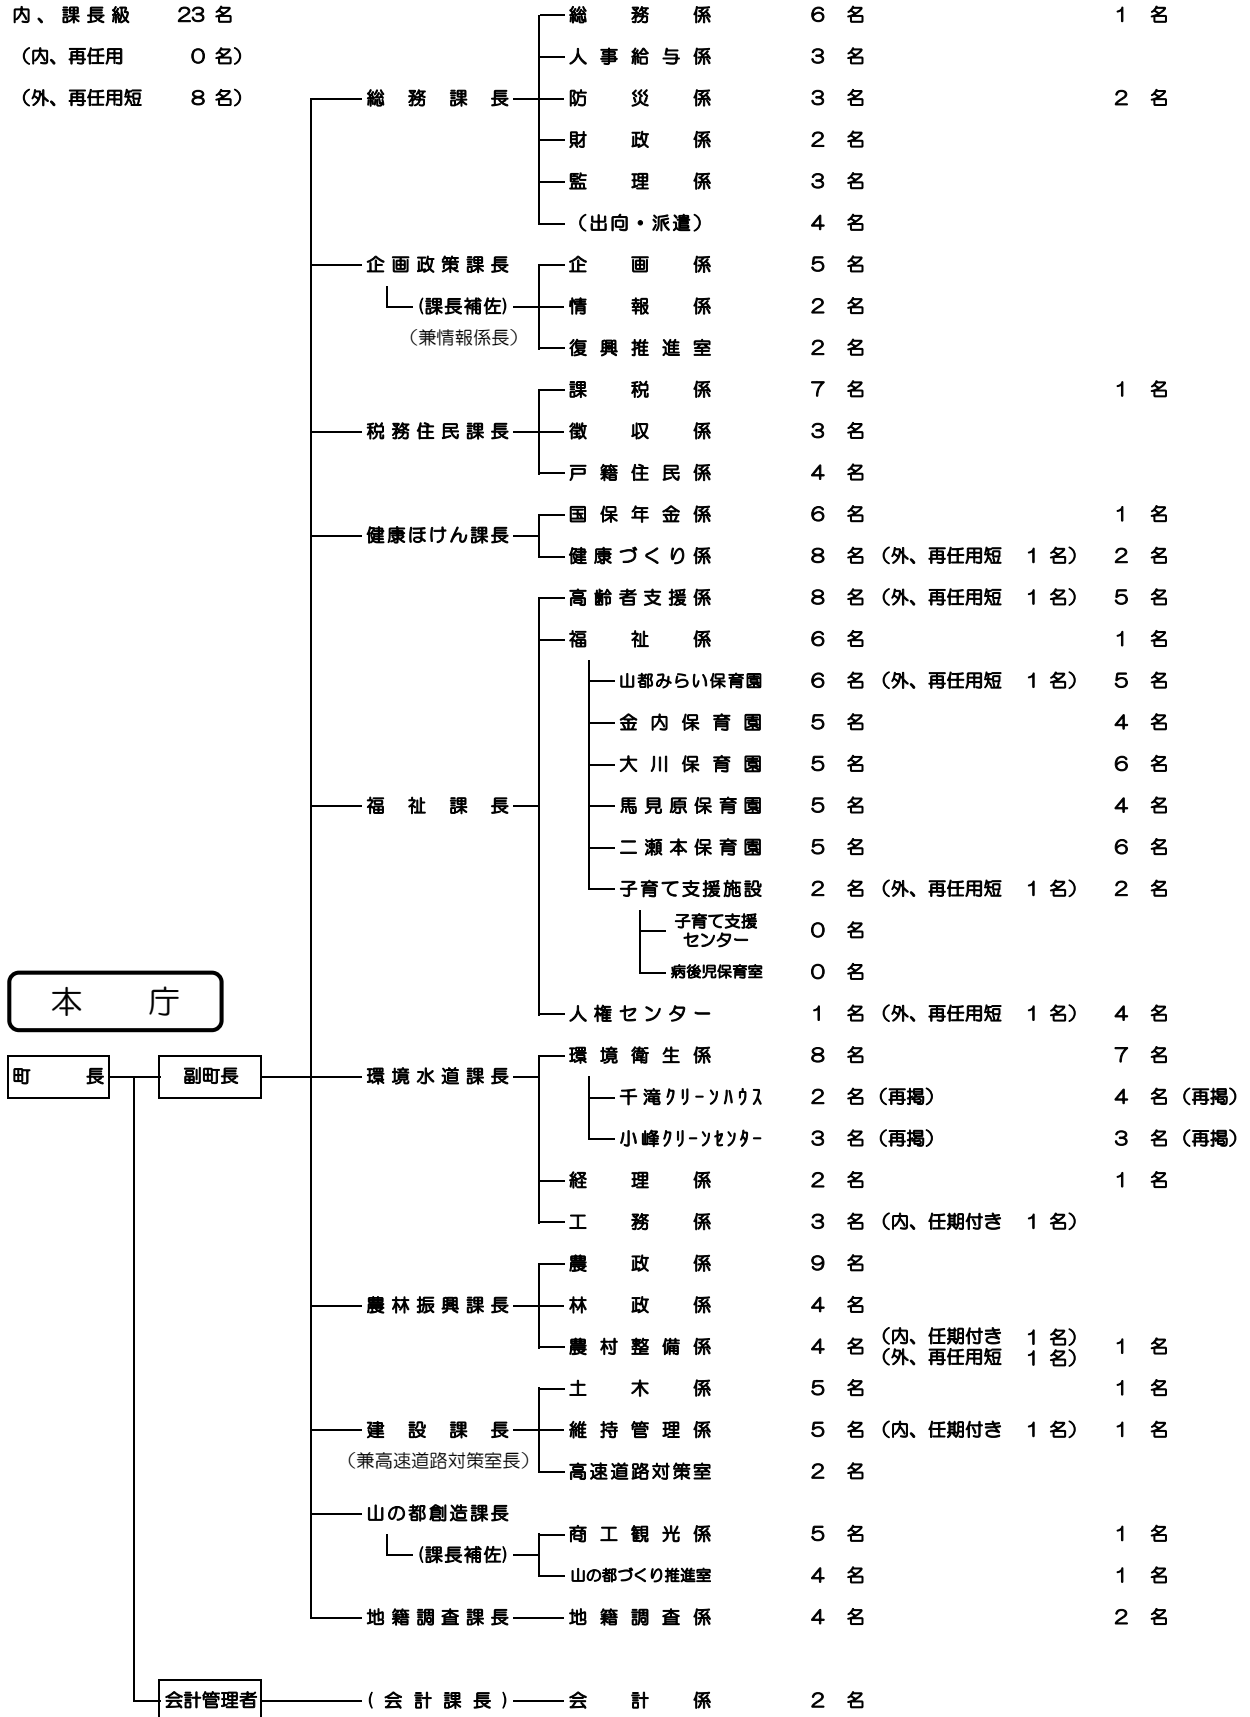 内、課長級 23 名 総務係 6 名 1 名
（内、再任用 0 名） 人事給与係 3 名
（外、再任用短 8 名） 総務課長 防災係 3 名 2 名
財政係 2 名
監理係 3 名
（出向・派遣） 4 名
企画政策課長 企画係 5 名
(課長補佐) 情報係 2 名
（兼情報係長）
復興推進室 2 名
課税係 7 名 1 名
税務住民課長 徴収係 3 名
戸籍住民係 4 名
国保年金係 6 名 1 名
健康ほけん課長
健康づくり係 8 名 （外、再任用短 1 名） 2 名
高齢者支援係 8 名 （外、再任用短 1 名） 5 名
福祉係 6 名 1 名
山都みらい保育園 6 名 （外、再任用短 1 名） 5 名
金内保育園 5 名 4 名
大川保育園 5 名 6 名
福祉課長 馬見原保育園 5 名 4 名
二瀬本保育園 5 名 6 名
子育て支援施設 2 名 （外、再任用短 1 名） 2 名
子育て支援
センター 0 名
病後児保育室 0 名
本庁
人権センター 1 名 （外、再任用短 1 名） 4 名
環境衛生係 8 名 7 名
町長 副町長 環境水道課長
千滝ｸﾘｰﾝﾊｳｽ 2 名 （再掲） 4 名 （再掲）
小峰ｸﾘｰﾝｾﾝﾀｰ 3 名 （再掲） 3 名 （再掲）
経理係 2 名 1 名
工務係 3 名 （内、任期付き 1 名）
農政係 9 名
農林振興課長 林政係 4 名
農村整備係 4 名 （内、任期付き 1 名） 1 名
（外、再任用短 1 名）
土木係 5 名 1 名
建設課長 維持管理係 5 名 （内、任期付き 1 名） 1 名
（兼高速道路対策室長）
高速道路対策室 2 名
山の都創造課長
商工観光係 5 名 1 名
(課長補佐)
山の都づくり推進室 4 名 1 名
地籍調査課長 地籍調査係 4 名 2 名
会計管理者 (会計課長) 会計係 2 名